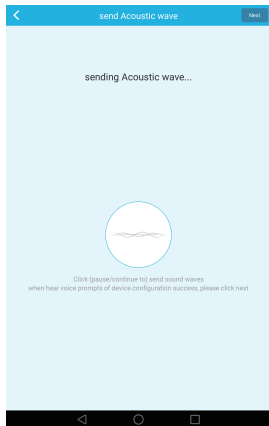 send Acoustic wave
Next
sending Acoustic wave...
Click (pause/continue to) send sound waves
when hear voice prompts of device configuration success, please click next